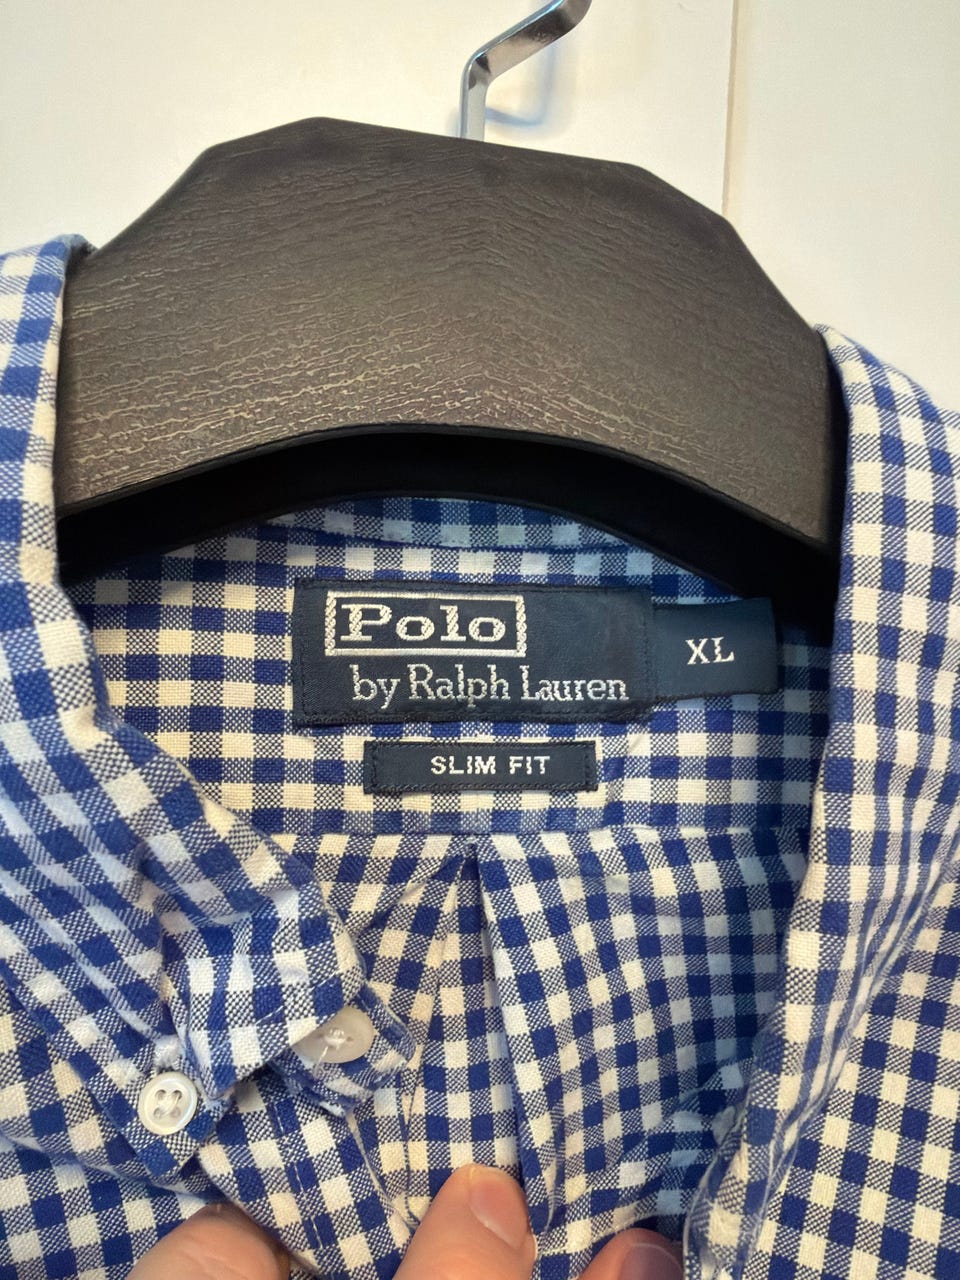 Polo
by Ralph Lauren
XL
SLIM FIT